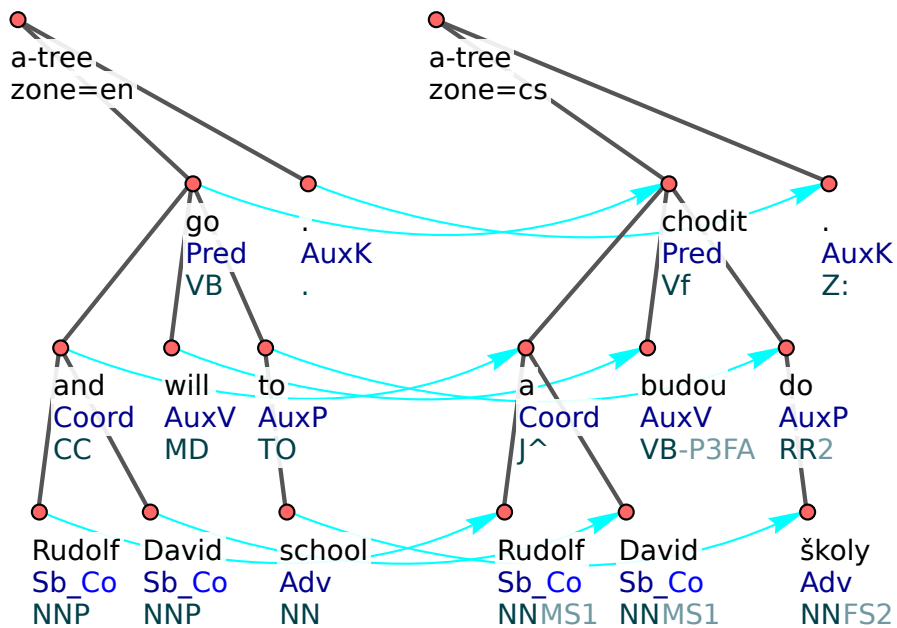 a-tree
zone=en
a-tree
zone=cs
go
Pred
VB
.
AuxK
.
chodit
Pred
Vf
.
AuxK
Z:
and
Coord
CC
will
AuxV
MD
to
AuxP
TO
a
Coord
J^
budou
AuxV
VB-P3FA
do
AuxP
RR2
Rudolf
Sb_Co
NNP
David
Sb_Co
NNP
school
Adv
NN
Rudolf
Sb_Co
NNMS1
David
Sb_Co
NNMS1
školy
Adv
NNFS2